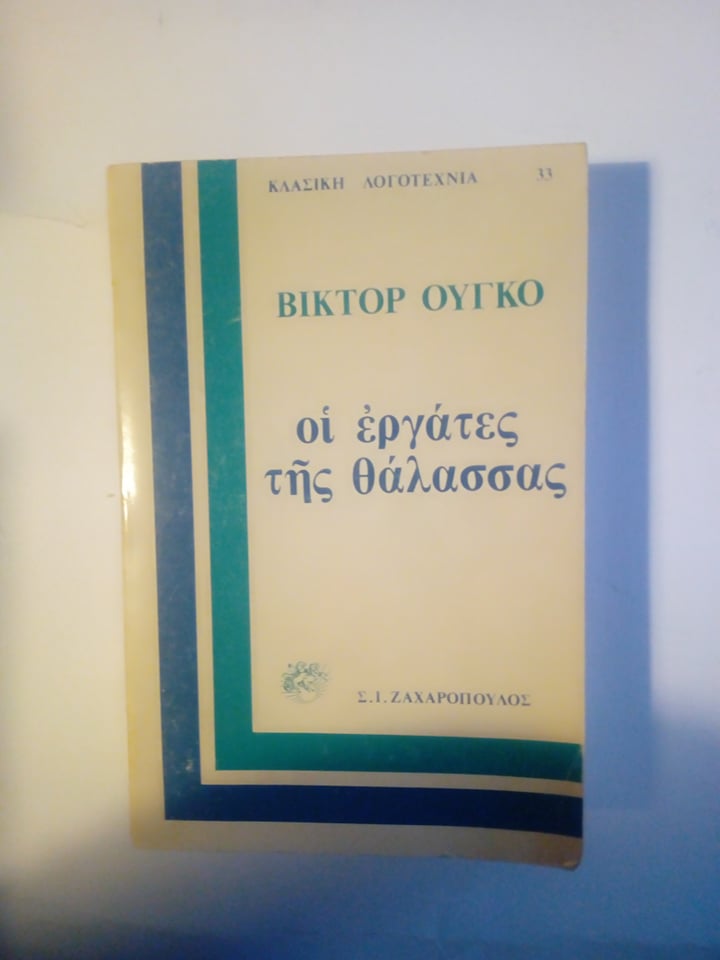 ΚΛΑΣΙΚΗ ΛΟΓΟΤΕΧΝΙΑ 33
ΒΙΚΤΟΡ ΟΥΓΚΟ
οἱ ἐργάτες
τῆς θάλασσας
Σ.Ι.ΖΑΧΑΡΟΠΟΥΛΟΣ